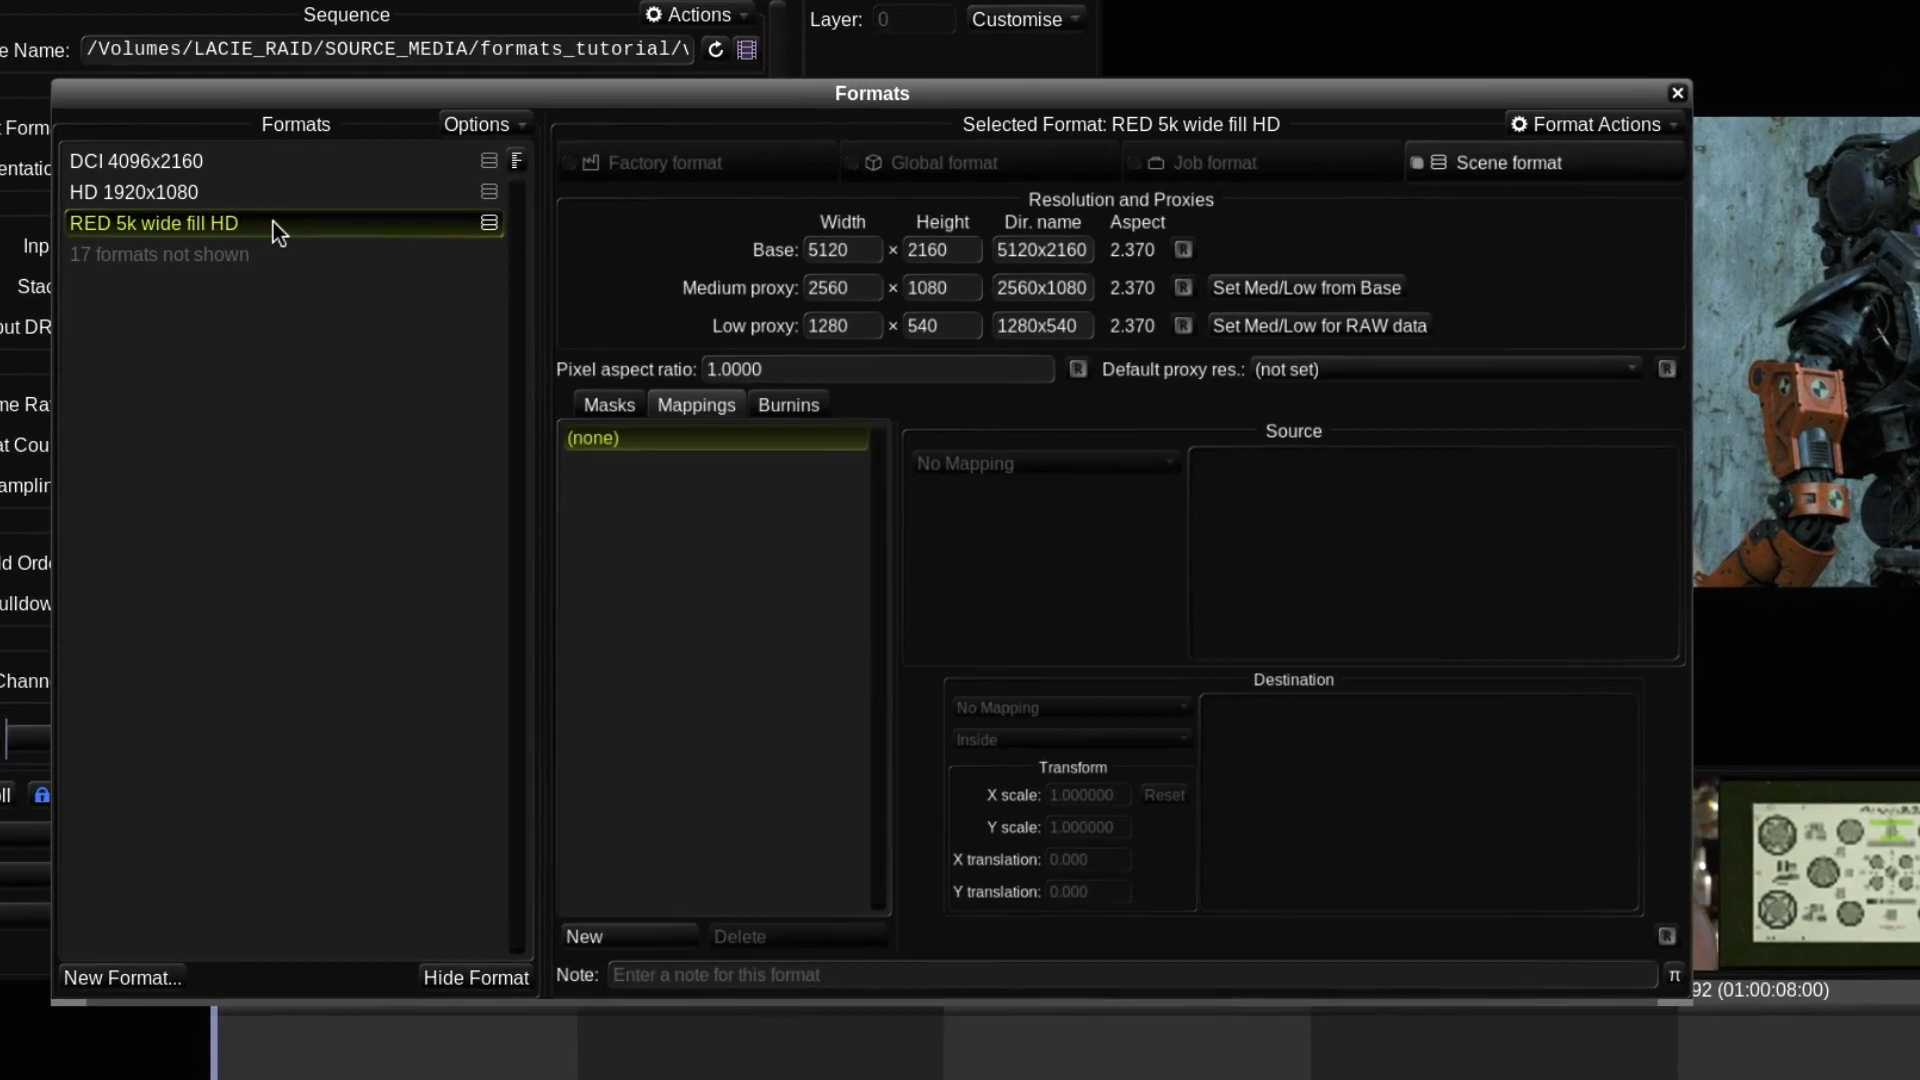 Sequence
Actions
Layer:
0
Customise
e Name:
/Volumes/LACIE_RAID/SOURCE_MEDIA/formats_tutorial/
Formats
t Form
entatio
Inp
Stac
out DR
me Ra
at Cou
amplin
ld Orde
ulldow
Chann
ll
Formats
Options
DCI 4096x2160
HD 1920x1080
RED 5k wide fill HD
17 formats not shown
New Format...
Hide Format
Selected Format: RED 5k wide fill HD
Format Actions
Factory format
Global format
Job format
Scene format
Resolution and Proxies
Width Height Dir. name Aspect
Base: 5120 × 2160 5120x2160 2.370 R
Medium proxy: 2560 × 1080 2560x1080 2.370 R Set Med/Low from Base
Low proxy: 1280 × 540 1280x540 2.370 R Set Med/Low for RAW data
Pixel aspect ratio: 1.0000 R Default proxy res.: (not set) R
Masks Mappings Burnins
(none)
New
Delete
Source
No Mapping
Destination
No Mapping
Inside
Transform
X scale: 1.000000 Reset
Y scale: 1.000000
X translation: 0.000
Y translation: 0.000
R
Note: Enter a note for this format π
92 (01:00:08:00)